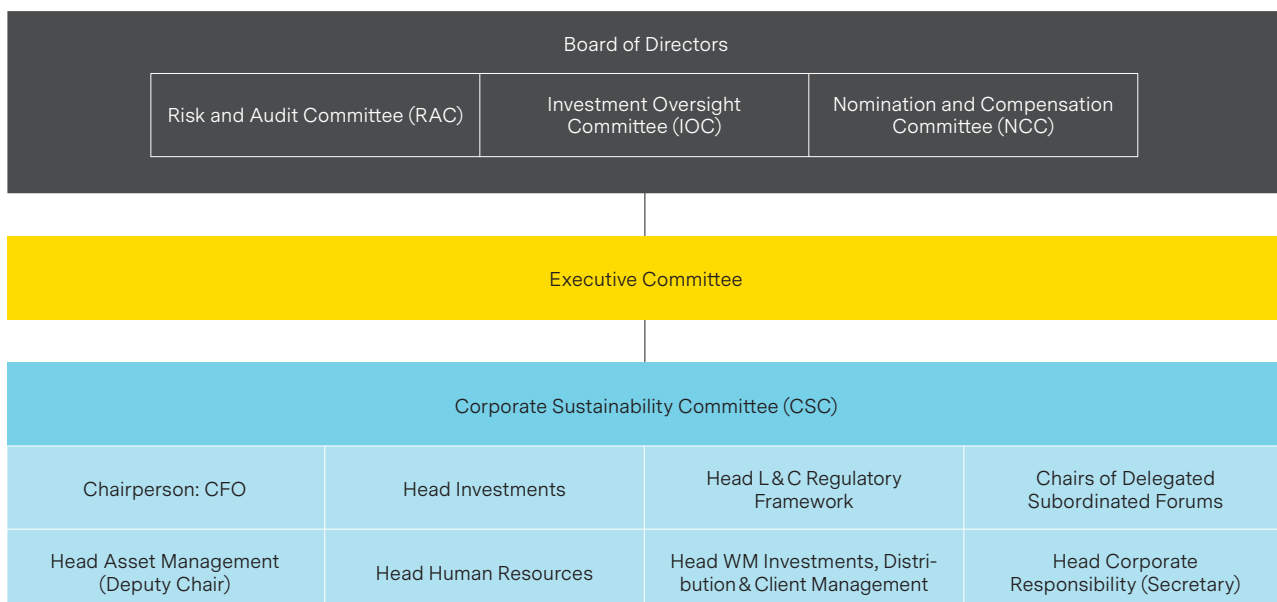 Board of Directors
Risk and Audit Committee (RAC)
Investment Oversight
Committee (IOC)
Nomination and Compensation
Committee (NCC)
Executive Committee
Corporate Sustainability Committee (CSC)
Chairperson: CFO
Head Investments
Head L & C Regulatory
Framework
Chairs of Delegated
Subordinated Forums
Head Asset Management
(Deputy Chair)
Head Human Resources
Head WM Investments, Distri-
bution & Client Management
Head Corporate
Responsibility (Secretary)